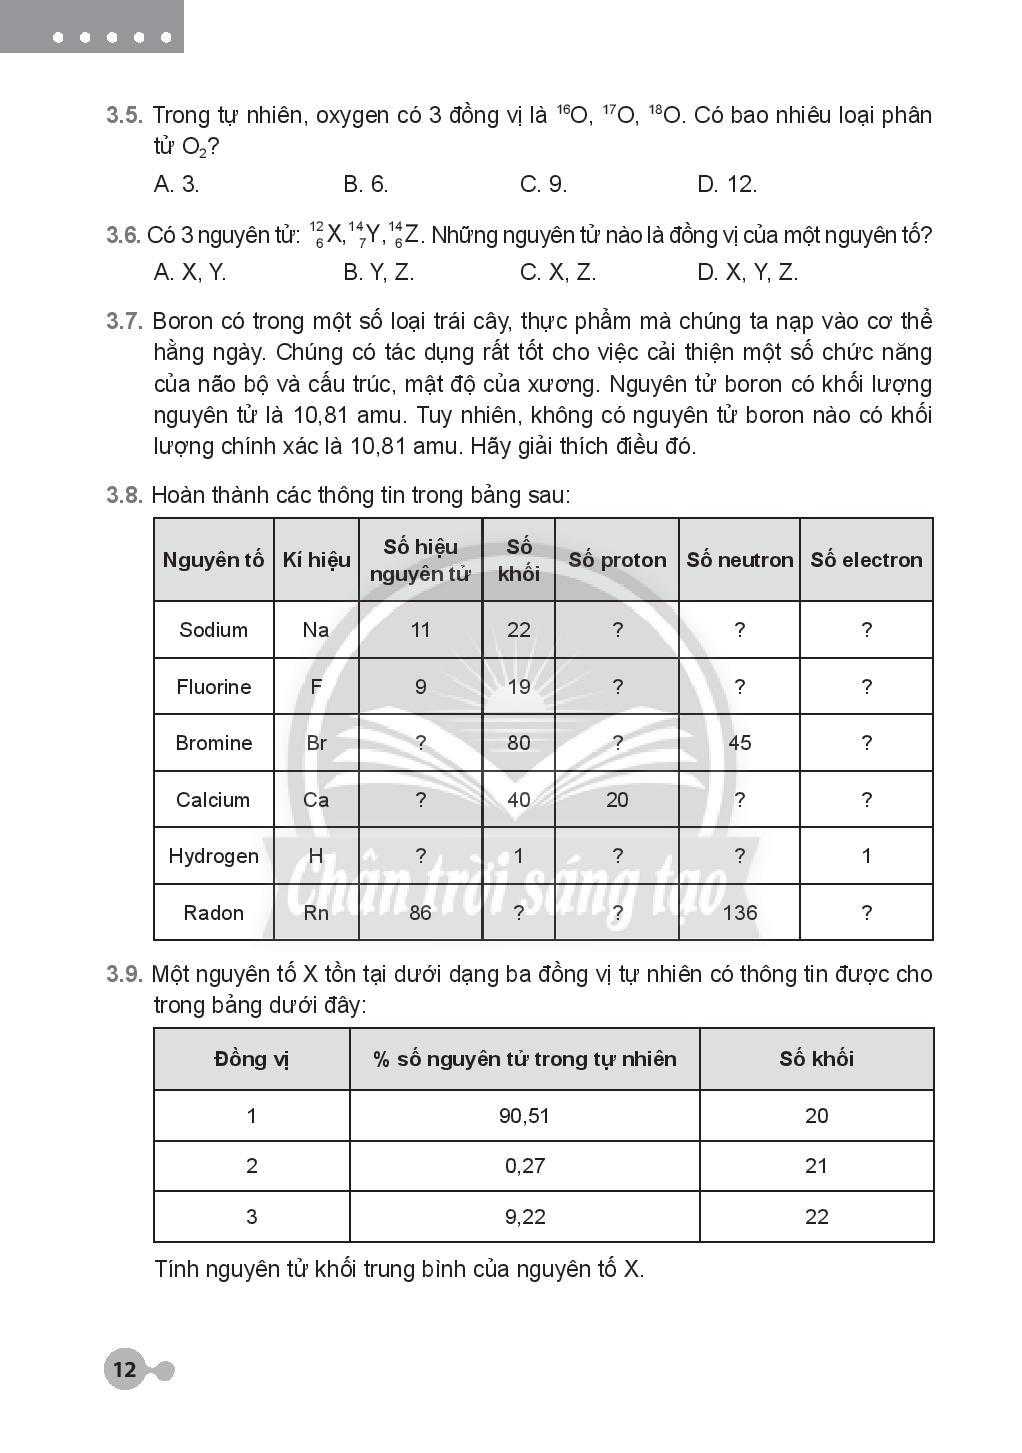 3.5. Trong tự nhiên, oxygen có 3 đồng vị là ¹⁶O, ¹⁷O, ¹⁸O. Có bao nhiêu loại phân
tử O₂?
A. 3. B. 6. C. 9. D. 12.
3.6. Có 3 nguyên tử: ¹²₆X, ¹⁴₇Y, ¹⁴₆Z. Những nguyên tử nào là đồng vị của một nguyên tố?
A. X, Y. B. Y, Z. C. X, Z. D. X, Y, Z.
3.7. Boron có trong một số loại trái cây, thực phẩm mà chúng ta nạp vào cơ thể
hằng ngày. Chúng có tác dụng rất tốt cho việc cải thiện một số chức năng
của não bộ và cấu trúc, mật độ của xương. Nguyên tử boron có khối lượng
nguyên tử là 10,81 amu. Tuy nhiên, không có nguyên tử boron nào có khối
lượng chính xác là 10,81 amu. Hãy giải thích điều đó.
3.8. Hoàn thành các thông tin trong bảng sau:
Nguyên tố Kí hiệu Số hiệu nguyên tử Số khối Số proton Số neutron Số electron
Sodium Na 11 22 ? ? ?
Fluorine F 9 19 ? ? ?
Bromine Br ? 80 ? 45 ?
Calcium Ca ? 40 20 ? ?
Hydrogen H ? 1 ? ? 1
Chân trời sáng tạo
Radon Rn 86 ? ? 136 ?
3.9. Một nguyên tố X tồn tại dưới dạng ba đồng vị tự nhiên có thông tin được cho
trong bảng dưới đây:
Đồng vị % số nguyên tử trong tự nhiên Số khối
1 90,51 20
2 0,27 21
3 9,22 22
Tính nguyên tử khối trung bình của nguyên tố X.
12